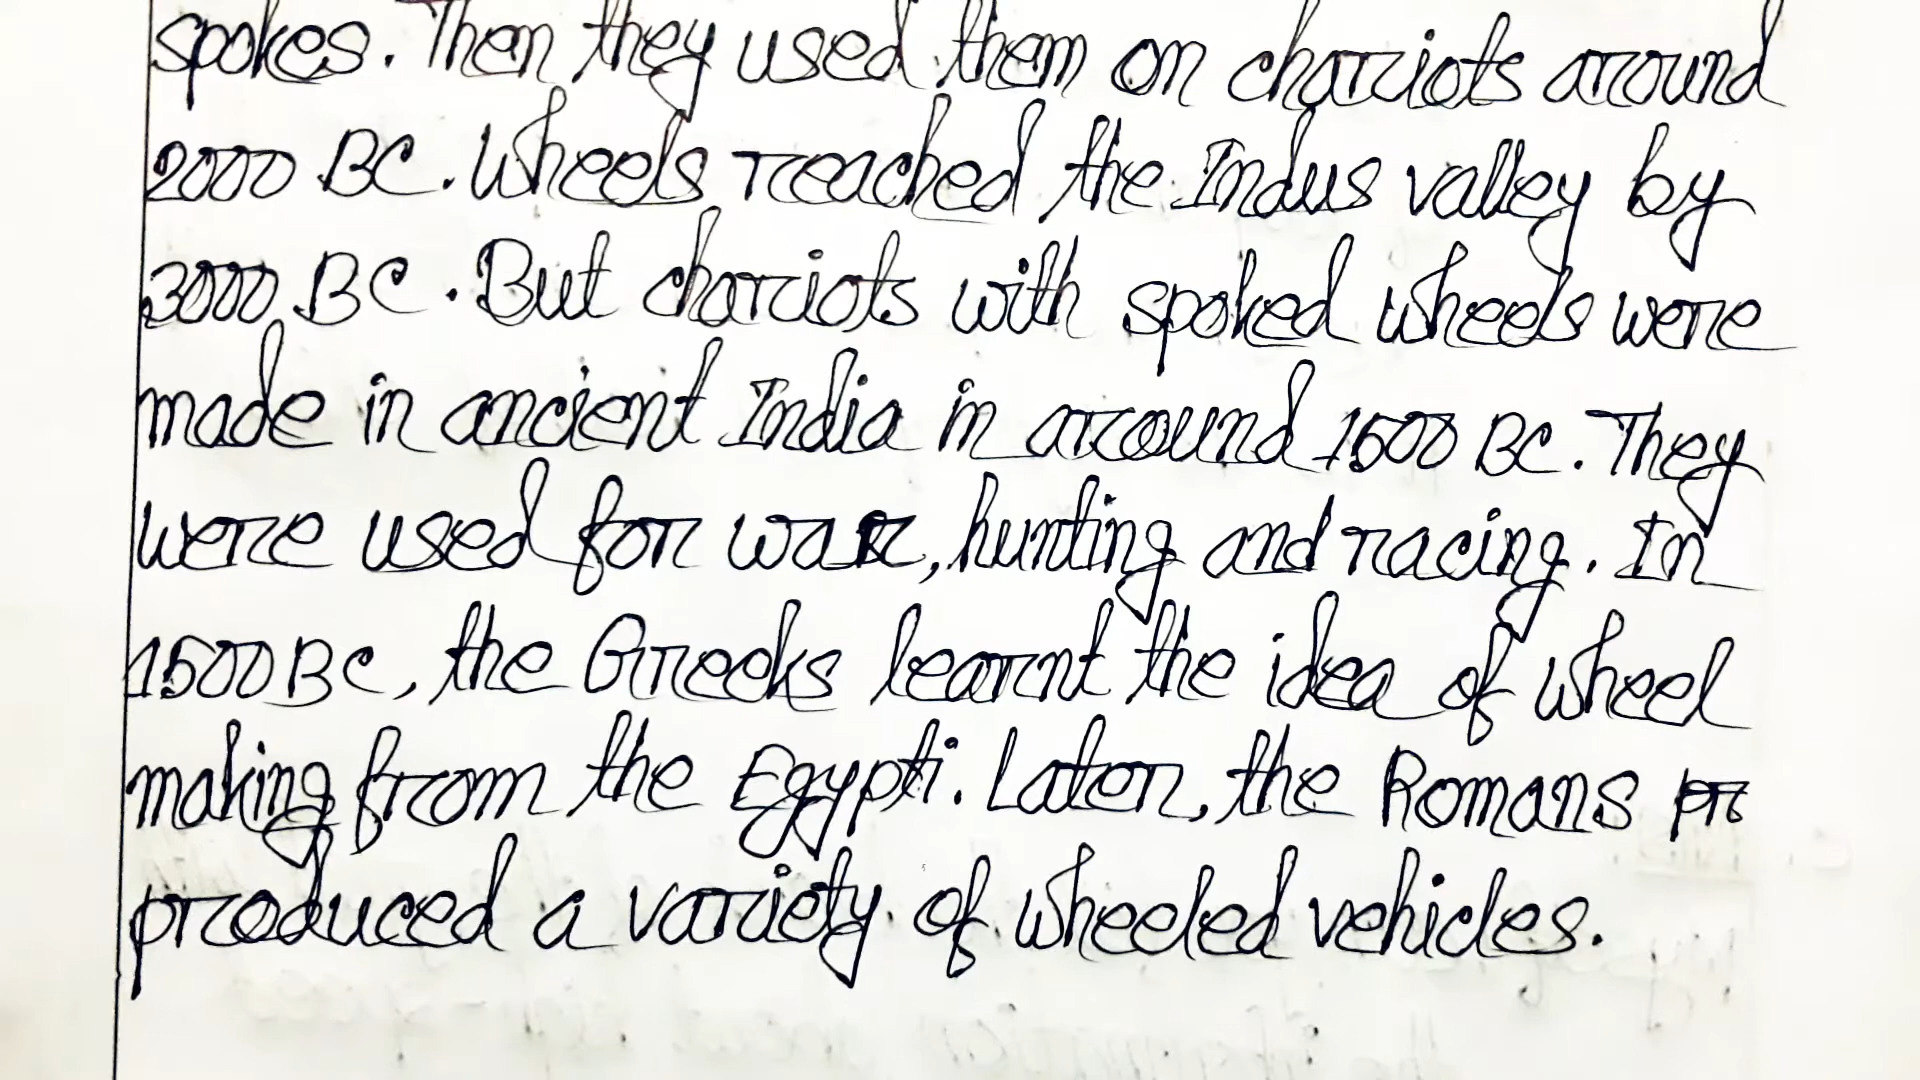 spokes. Then they used them on chariots around
2000 BC. Wheels reached the Indus valley by
3000 BC. But chariots with spoked wheels were
made in ancient India in around 1500 BC. They
were used for war, hunting and racing. In
1500 BC, the Greeks learnt the idea of wheel
making from the Egypti. Later, the Romans pr
produced a variety of wheeled vehicles.